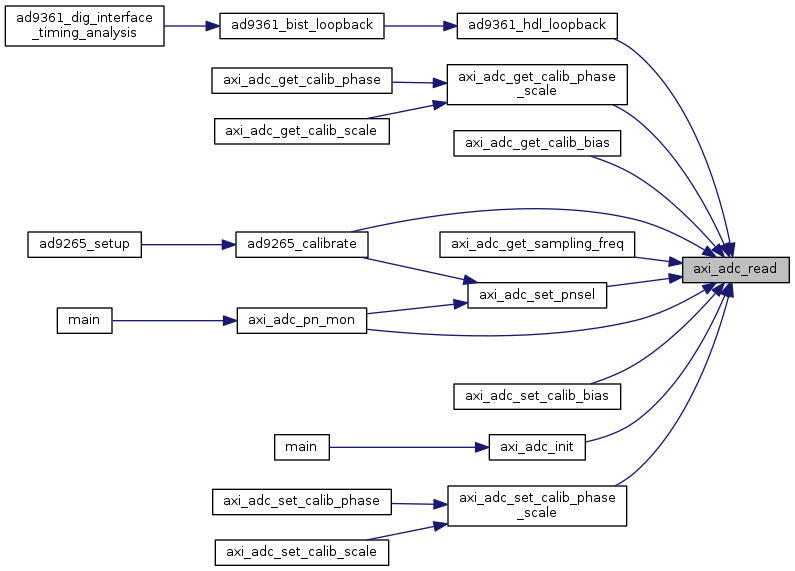 ad9361_dig_interface
_timing_analysis
ad9361_bist_loopback
ad9361_hdl_loopback
axi_adc_get_calib_phase
axi_adc_get_calib_phase
_scale
axi_adc_get_calib_scale
axi_adc_get_calib_bias
ad9265_setup
ad9265_calibrate
axi_adc_get_sampling_freq
axi_adc_read
axi_adc_set_pnsel
main
axi_adc_pn_mon
axi_adc_set_calib_bias
main
axi_adc_init
axi_adc_set_calib_phase
axi_adc_set_calib_phase
_scale
axi_adc_set_calib_scale